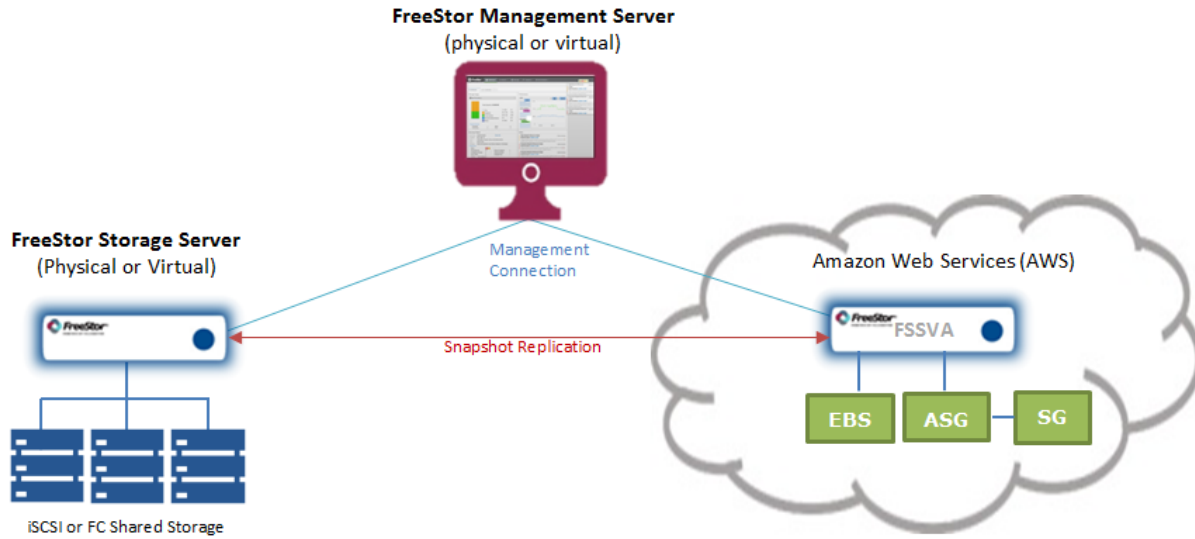 FreeStor Management Server
(physical or virtual)
FreeStor Storage Server
(Physical or Virtual)
Management
Connection
Amazon Web Services (AWS)
FreeStor
FreeStor
FSSVA
Snapshot Replication
EBS
ASG
SG
iSCSI or FC Shared Storage